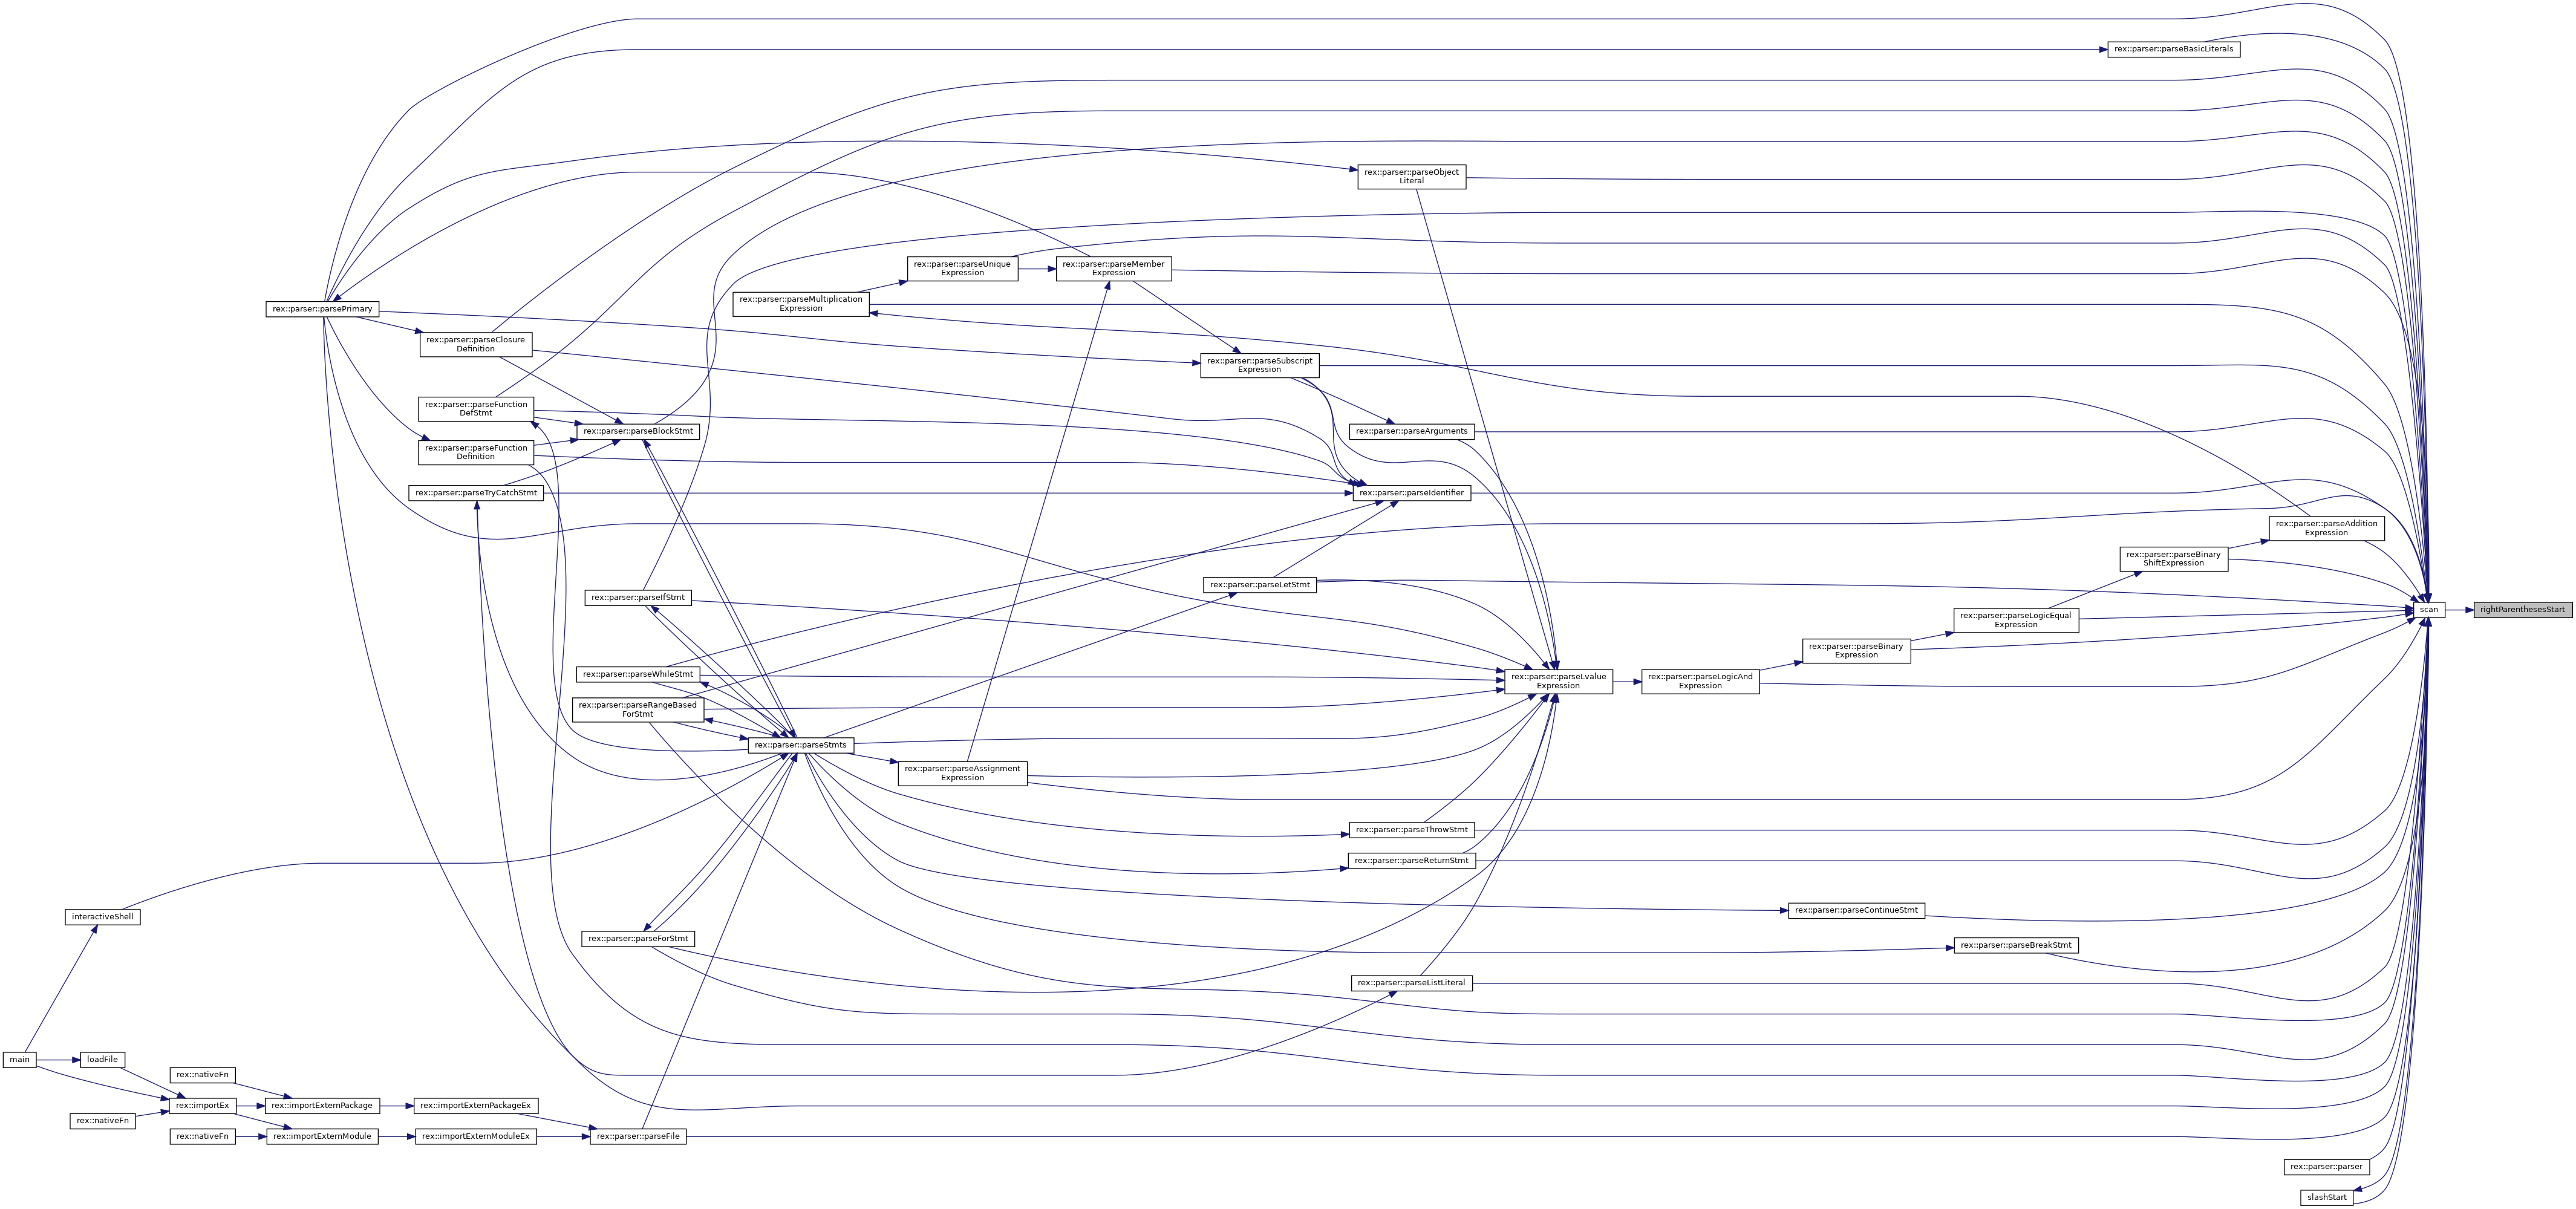 rex::parser::parseBasicLiterals
rex::parser::parseObject
Literal
rex::parser::parseUnique
Expression
rex::parser::parseMember
Expression
rex::parser::parseMultiplication
Expression
rex::parser::parsePrimary
rex::parser::parseClosure
Definition
rex::parser::parseSubscript
Expression
rex::parser::parseFunction
DefStmt
rex::parser::parseBlockStmt
rex::parser::parseArguments
rex::parser::parseFunction
Definition
rex::parser::parseTryCatchStmt
rex::parser::parseIdentifier
rex::parser::parseAddition
Expression
rex::parser::parseBinary
ShiftExpression
rex::parser::parseLetStmt
rex::parser::parseIfStmt
scan
rightParenthesesStart
rex::parser::parseLogicEqual
Expression
rex::parser::parseBinary
Expression
rex::parser::parseWhileStmt
rex::parser::parseLvalue
Expression
rex::parser::parseLogicAnd
Expression
rex::parser::parseRangeBased
ForStmt
rex::parser::parseStmts
rex::parser::parseAssignment
Expression
rex::parser::parseThrowStmt
rex::parser::parseReturnStmt
interactiveShell
rex::parser::parseContinueStmt
rex::parser::parseForStmt
rex::parser::parseBreakStmt
rex::parser::parseListLiteral
main
loadFile
rex::nativeFn
rex::importEx
rex::importExternPackage
rex::importExternPackageEx
rex::nativeFn
rex::nativeFn
rex::importExternModule
rex::importExternModuleEx
rex::parser::parseFile
rex::parser::parser
slashStart